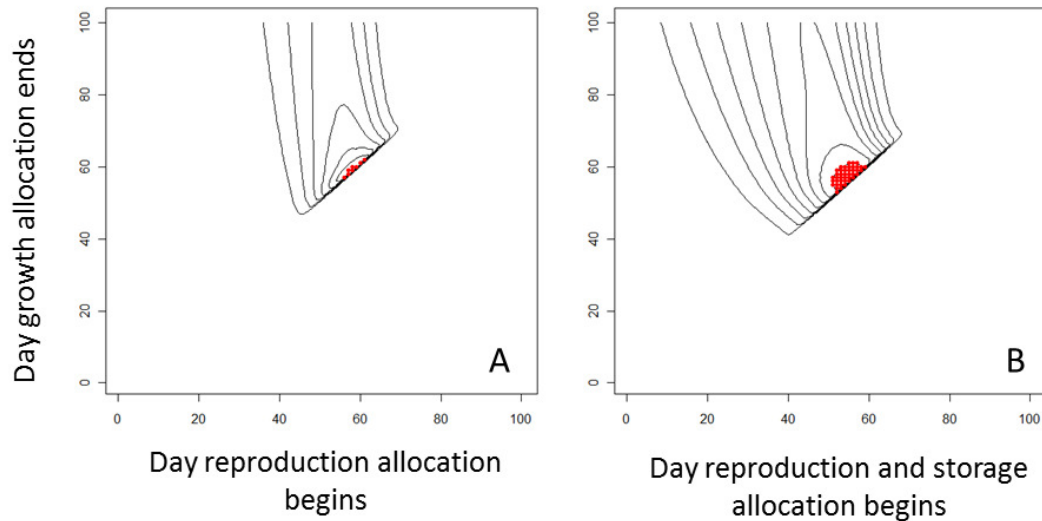 Day growth allocation ends
100
80
60
40
20
0
A
0 20 40 60 80 100
Day reproduction allocation
begins
100
80
60
40
20
0
B
0 20 40 60 80 100
Day reproduction and storage
allocation begins